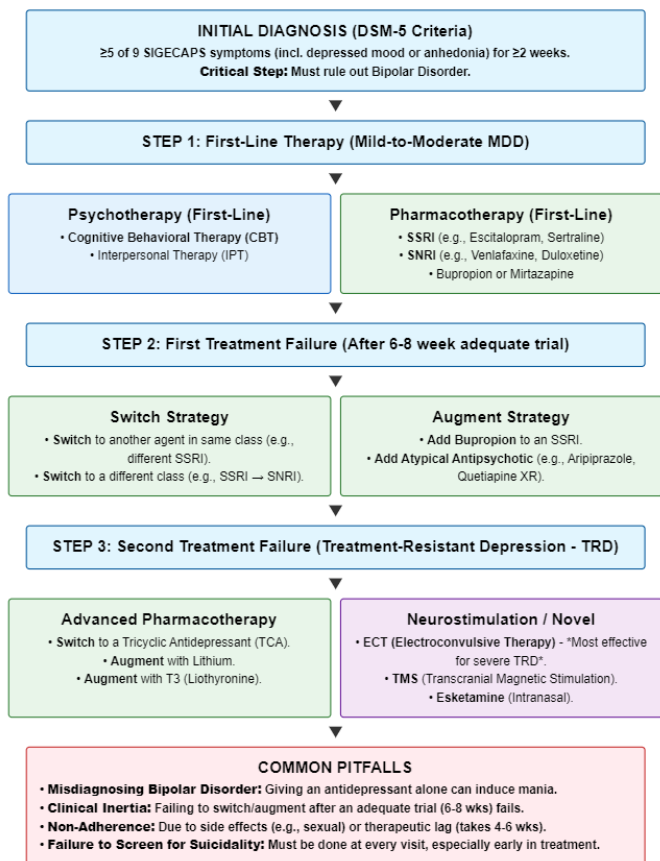 INITIAL DIAGNOSIS (DSM-5 Criteria)
≥5 of 9 SIGECAPS symptoms (incl. depressed mood or anhedonia) for ≥2 weeks.
Critical Step: Must rule out Bipolar Disorder.
STEP 1: First-Line Therapy (Mild-to-Moderate MDD)
Psychotherapy (First-Line)
• Cognitive Behavioral Therapy (CBT)
• Interpersonal Therapy (IPT)
Pharmacotherapy (First-Line)
• SSRI (e.g., Escitalopram, Sertraline)
• SNRI (e.g., Venlafaxine, Duloxetine)
• Bupropion or Mirtazapine
STEP 2: First Treatment Failure (After 6-8 week adequate trial)
Switch Strategy
• Switch to another agent in same class (e.g.,
different SSRI).
• Switch to a different class (e.g., SSRI → SNRI).
Augment Strategy
• Add Bupropion to an SSRI.
• Add Atypical Antipsychotic (e.g., Aripiprazole,
Quetiapine XR).
STEP 3: Second Treatment Failure (Treatment-Resistant Depression - TRD)
Advanced Pharmacotherapy
• Switch to a Tricyclic Antidepressant (TCA).
• Augment with Lithium.
• Augment with T3 (Liothyronine).
Neurostimulation / Novel
• ECT (Electroconvulsive Therapy) - *Most effective
for severe TRD*.
• TMS (Transcranial Magnetic Stimulation).
• Esketamine (Intranasal).
COMMON PITFALLS
• Misdiagnosing Bipolar Disorder: Giving an antidepressant alone can induce mania.
• Clinical Inertia: Failing to switch/augment after an adequate trial (6-8 wks) fails.
• Non-Adherence: Due to side effects (e.g., sexual) or therapeutic lag (takes 4-6 wks).
• Failure to Screen for Suicidality: Must be done at every visit, especially early in treatment.